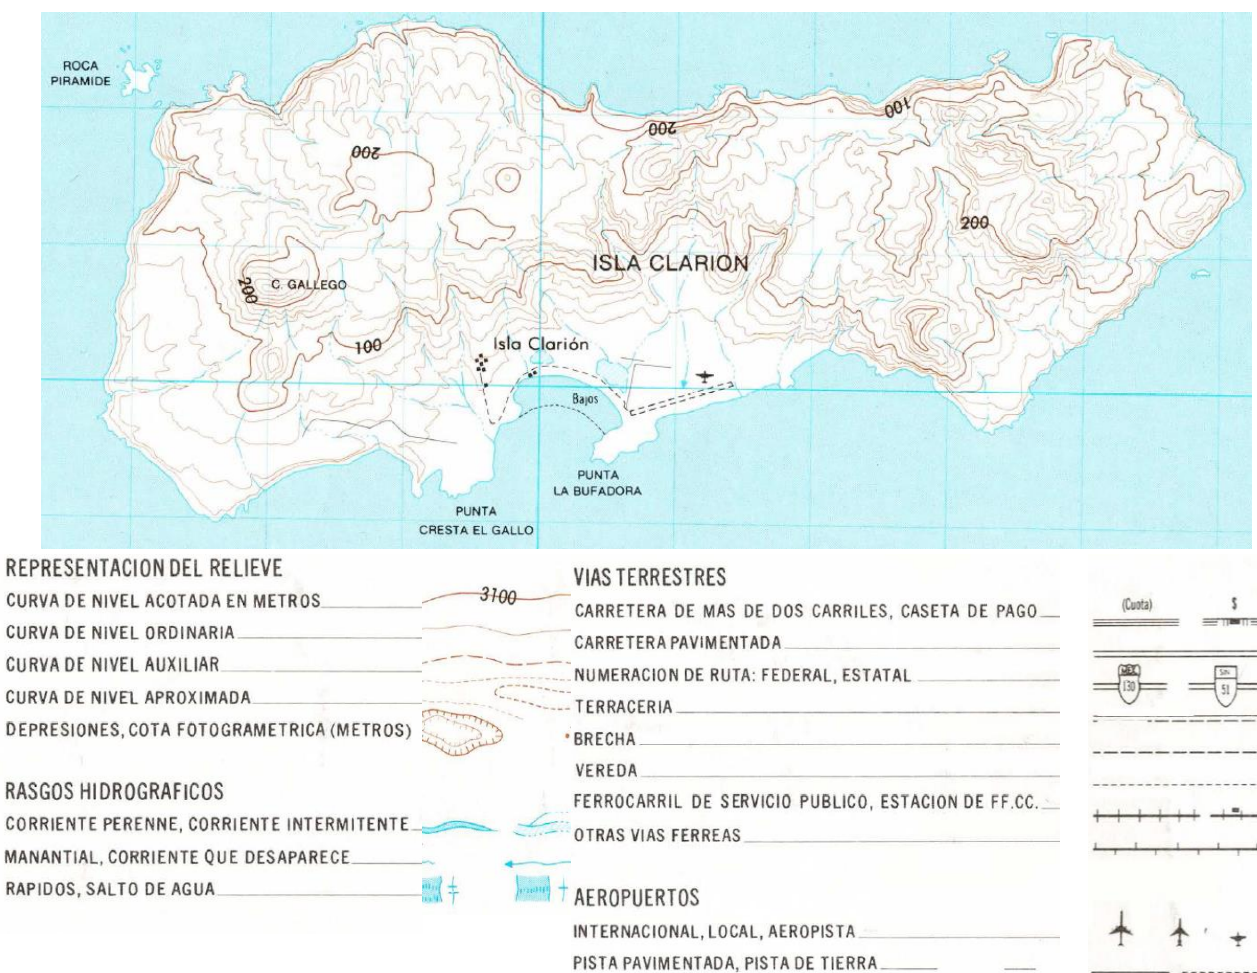 ROCA
PIRAMIDE
200
200
100
200
ISLA CLARION
200
C. GALLEGO
100
Isla Clarión
Bajos
PUNTA
LA BUFADORA
PUNTA
CRESTA EL GALLO
REPRESENTACION DEL RELIEVE
CURVA DE NIVEL ACOTADA EN METROS
3100
CURVA DE NIVEL ORDINARIA
CURVA DE NIVEL AUXILIAR
CURVA DE NIVEL APROXIMADA
DEPRESIONES, COTA FOTOGRAMETRICA (METROS)
RASGOS HIDROGRAFICOS
CORRIENTE PERENNE, CORRIENTE INTERMITENTE
MANANTIAL, CORRIENTE QUE DESAPARECE
RAPIDOS, SALTO DE AGUA
VIAS TERRESTRES
CARRETERA DE MAS DE DOS CARRILES, CASETA DE PAGO
(Cuota) $
CARRETERA PAVIMENTADA
NUMERACION DE RUTA: FEDERAL, ESTATAL
MEX 130
SIN 51
TERRACERIA
BRECHA
VEREDA
FERROCARRIL DE SERVICIO PUBLICO, ESTACION DE FF.CC.
OTRAS VIAS FERREAS
AEROPUERTOS
INTERNACIONAL, LOCAL, AEROPISTA
PISTA PAVIMENTADA, PISTA DE TIERRA